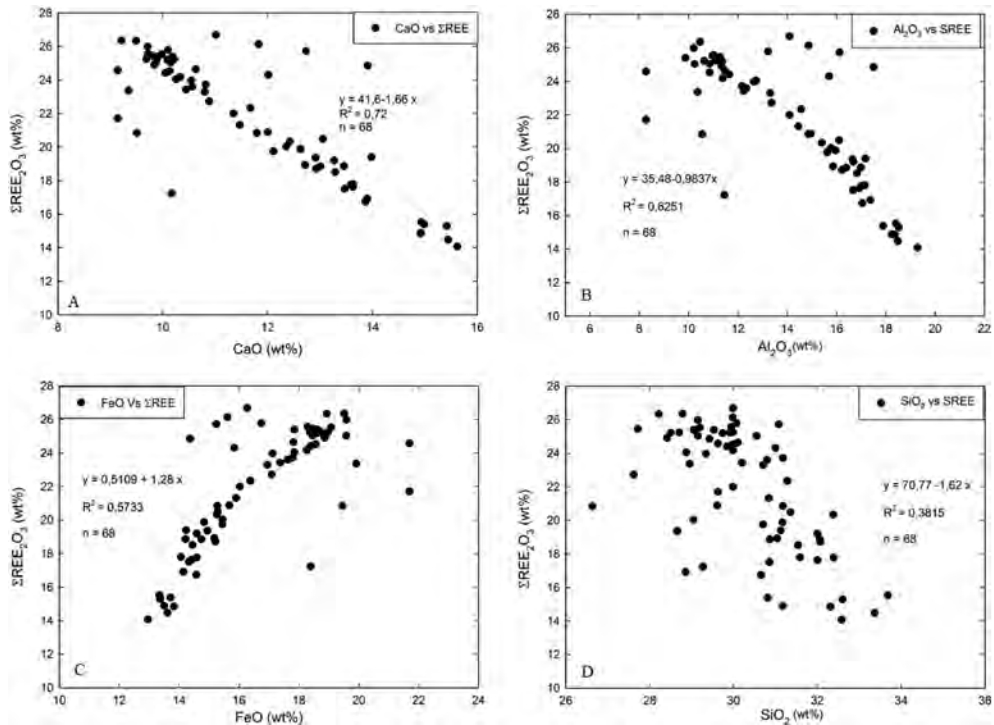 A
CaO vs ΣREE
28
26
24
22
20
18
16
14
12
10
ΣREE₂O₃ (wt%)
y = 41,6-1,66 x
R² = 0,72
n = 68
8 10 12 14 16
CaO (wt%)
Al₂O₃ vs SREE
28
26
24
22
20
18
16
14
12
10
ΣREE₂O₃ (wt%)
y = 35,48-0,9837x
R² = 0,6251
n = 68
B
6 8 10 12 14 16 18 20 22
Al₂O₃(wt%)
FeO Vs ΣREE
28
26
24
22
20
18
16
14
12
10
ΣREE₂O₃ (wt%)
y = 0,5109 + 1,28 x
R² = 0,5733
n = 68
C
10 12 14 16 18 20 22 24
FeO (wt%)
SiO₂ vs SREE
28
26
24
22
20
18
16
14
12
10
ΣREE₂O₃ (wt%)
y = 70,77 -1,62 x
R² = 0,3815
n = 68
D
26 28 30 32 34 36
SiO₂ (wt%)